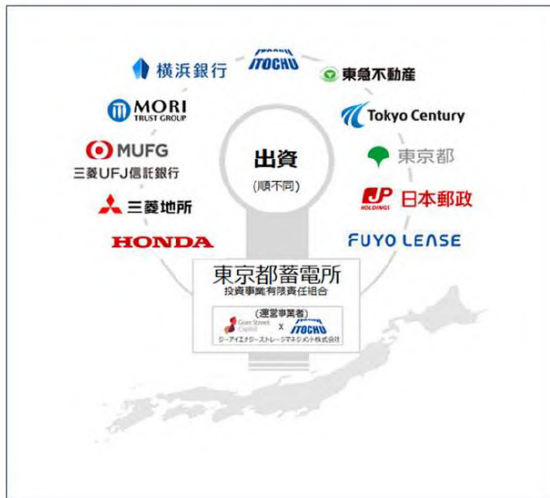 ITOCHU
横浜銀行
東急不動産
MORI
TRUST GROUP
Tokyo Century
MUFG
三菱UFJ信託銀行
東京都
三菱地所
JP
HOLDINGS
日本郵政
HONDA
FUYO LEASE
出資
(順不同)
東京都蓄電所
投資事業有限責任組合
(運営事業者)
Gore Street
Capital
x
ITOCHU
ジーアイエナジーストレージマネジメント株式会社